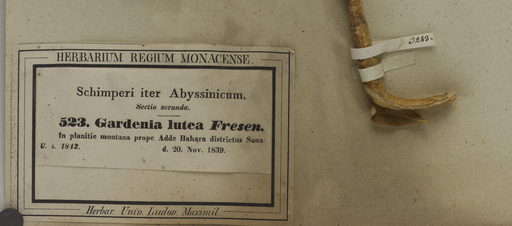 HERBARIUM REGIUM MONACENSE.
Schimperi iter Abyssinicum.
Sectio secunda.
523. Gardenia lutea Fresen.
In planitie montana prope Adde Bahara districtus Sana
U. i. 1842. d. 20. Nov. 1839.
Herbar. Univ. Ludov. Maximil.